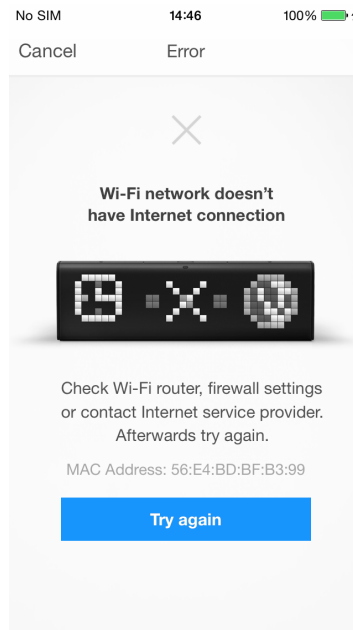 No SIM 14:46 100%
Cancel Error
Wi-Fi network doesn't
have Internet connection
Check Wi-Fi router, firewall settings
or contact Internet service provider.
Afterwards try again.
MAC Address: 56:E4:BD:BF:B3:99
Try again